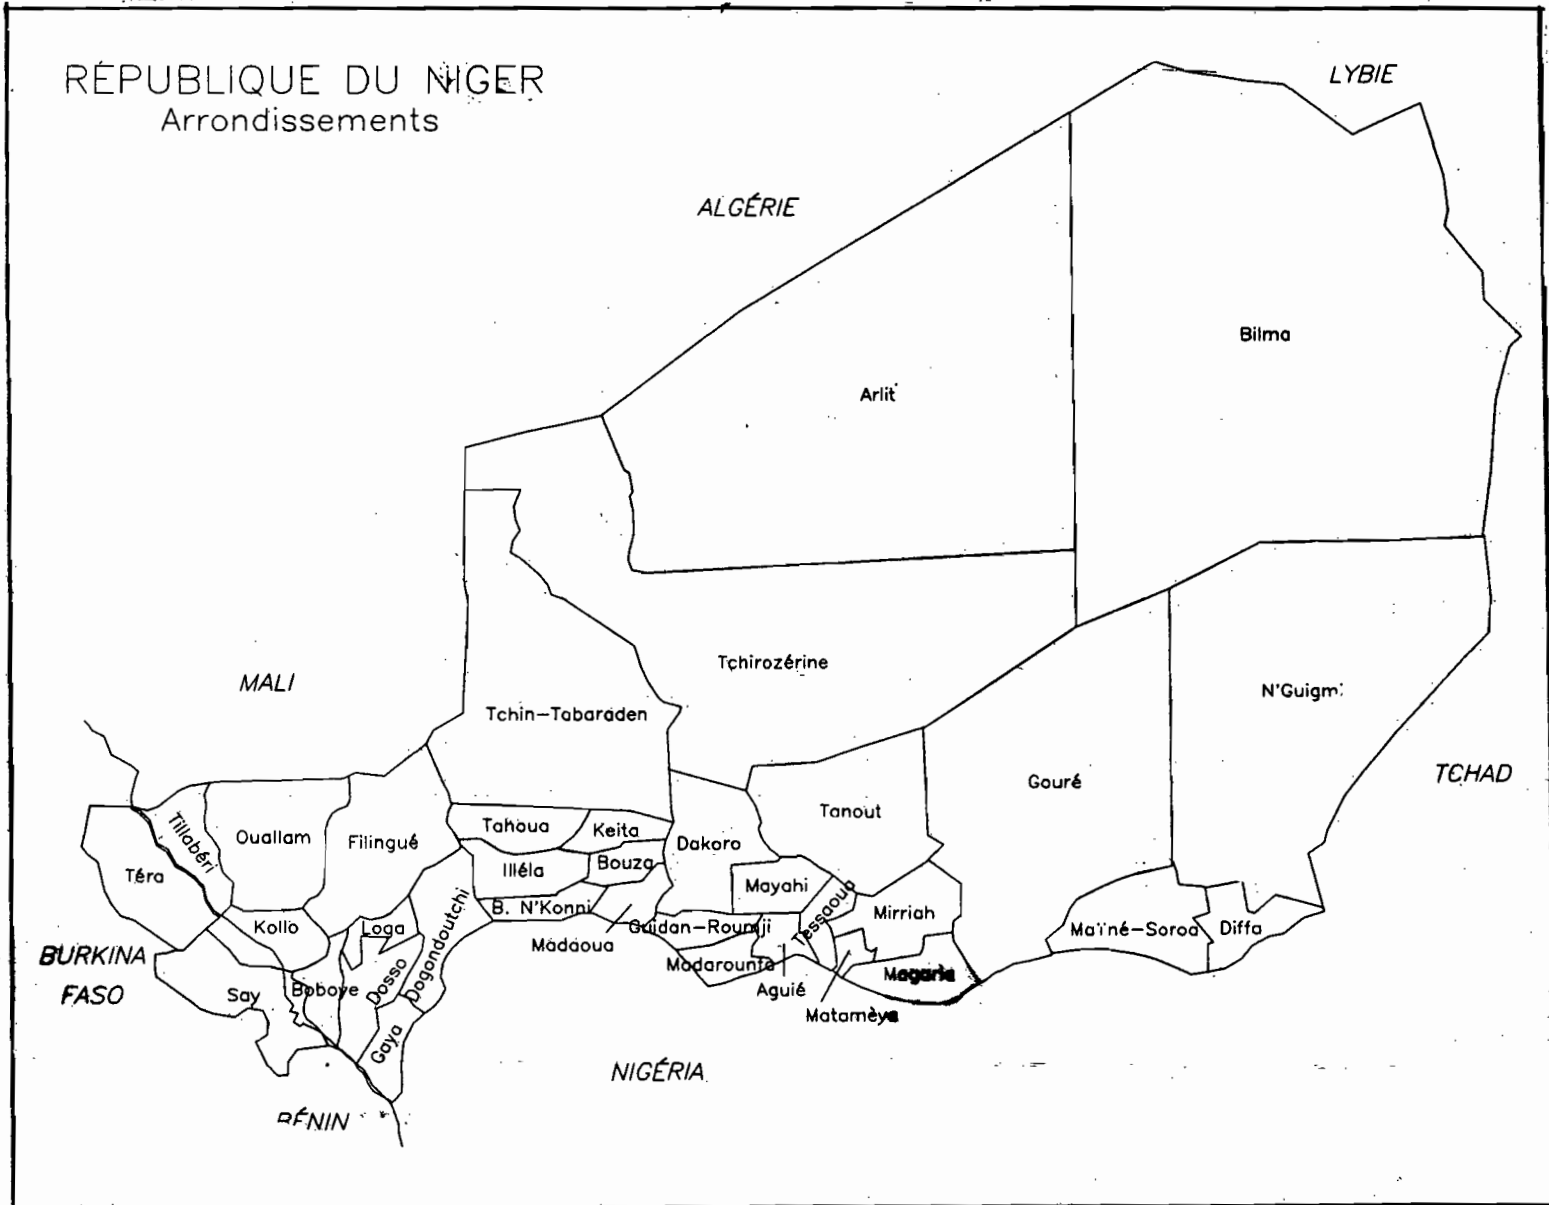 RÉPUBLIQUE DU NIGER
Arrondissements
LYBIE
ALGÉRIE
Bilma
Arlit
Tchirozérine
N'Guigmi
MALI
Tchin-Tabaraden
TCHAD
Gouré
Tanout
Tillabéri
Ouallam
Filingué
Tahoua
Keita
Dakoro
Téra
Illéla
Bouza
Mayahi
Tessaoua
Mirriah
B. N'Konni
Kollo
Loga
Dogondoutchi
Madaoua
Guidan-Roumji
Maïné-Soroa
Diffa
BURKINA
FASO
Madarounfa
Magaria
Say
Boboye
Dosso
Aguié
Matamèye
Gaya
NIGÉRIA
BÉNIN